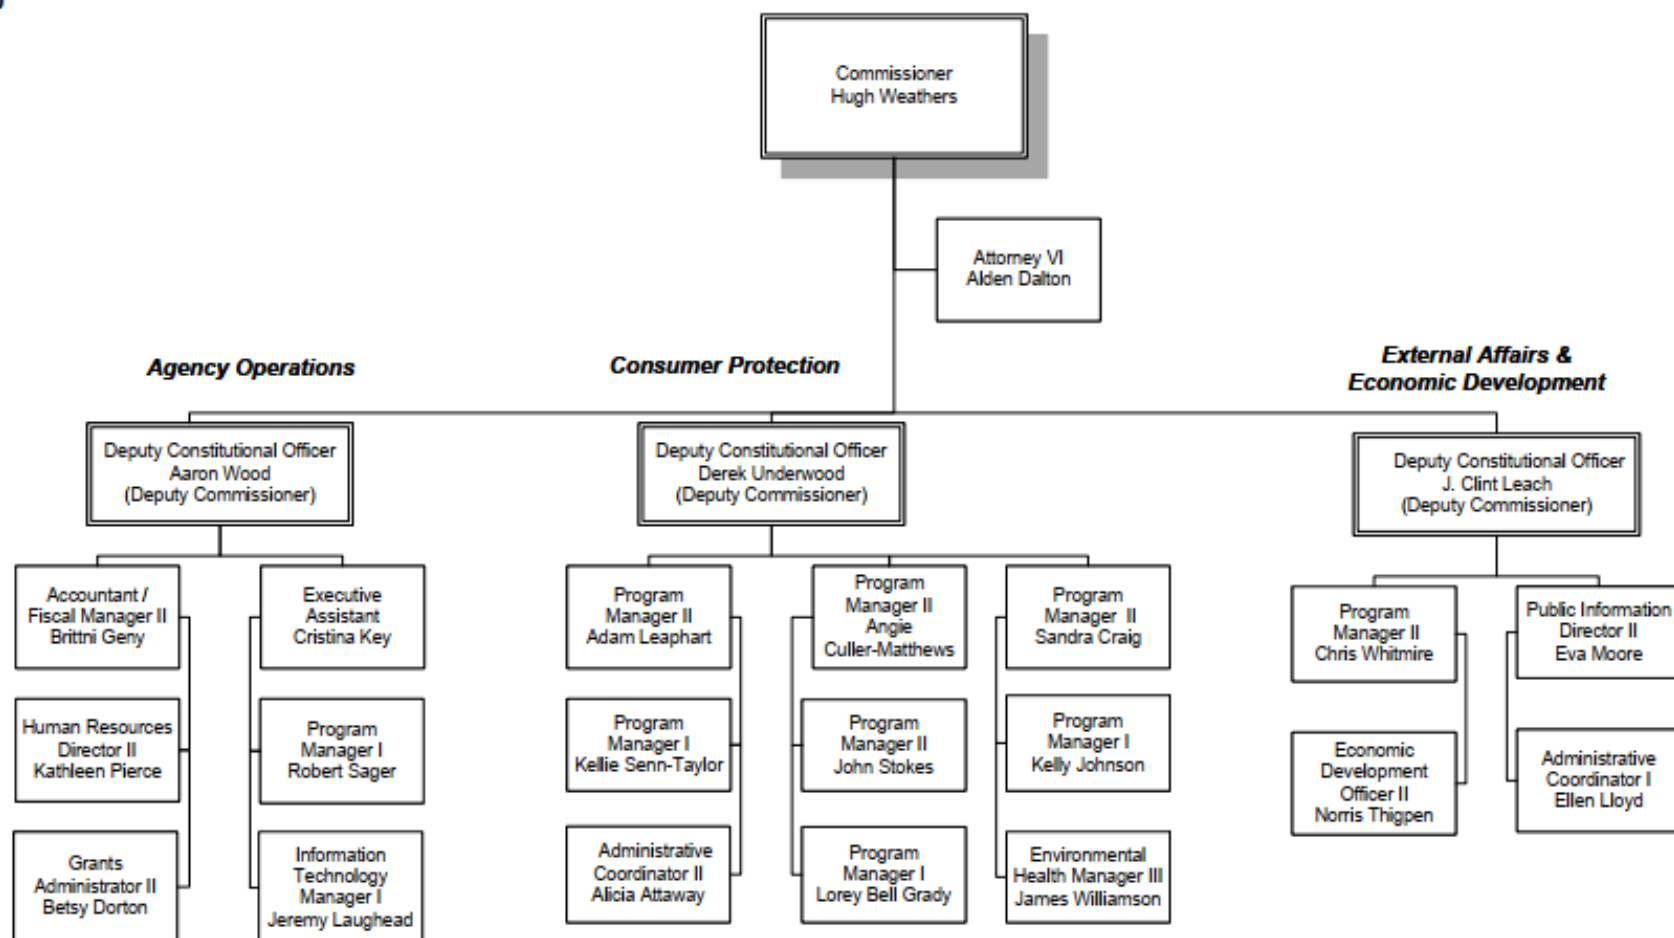 Commissioner
Hugh Weathers
Attorney VI
Alden Dalton
Agency Operations
Consumer Protection
External Affairs &
Economic Development
Deputy Constitutional Officer
Aaron Wood
(Deputy Commissioner)
Deputy Constitutional Officer
Derek Underwood
(Deputy Commissioner)
Deputy Constitutional Officer
J. Clint Leach
(Deputy Commissioner)
Accountant /
Fiscal Manager II
Brittni Geny
Executive
Assistant
Cristina Key
Program
Manager II
Adam Leaphart
Program
Manager II
Angie
Culler-Matthews
Program
Manager II
Sandra Craig
Program
Manager II
Chris Whitmire
Public Information
Director II
Eva Moore
Human Resources
Director II
Kathleen Pierce
Program
Manager I
Robert Sager
Program
Manager I
Kellie Senn-Taylor
Program
Manager II
John Stokes
Program
Manager I
Kelly Johnson
Economic
Development
Officer II
Norris Thigpen
Administrative
Coordinator I
Ellen Lloyd
Grants
Administrator II
Betsy Dorton
Information
Technology
Manager I
Jeremy Laughead
Administrative
Coordinator II
Alicia Attaway
Program
Manager I
Lorey Bell Grady
Environmental
Health Manager III
James Williamson